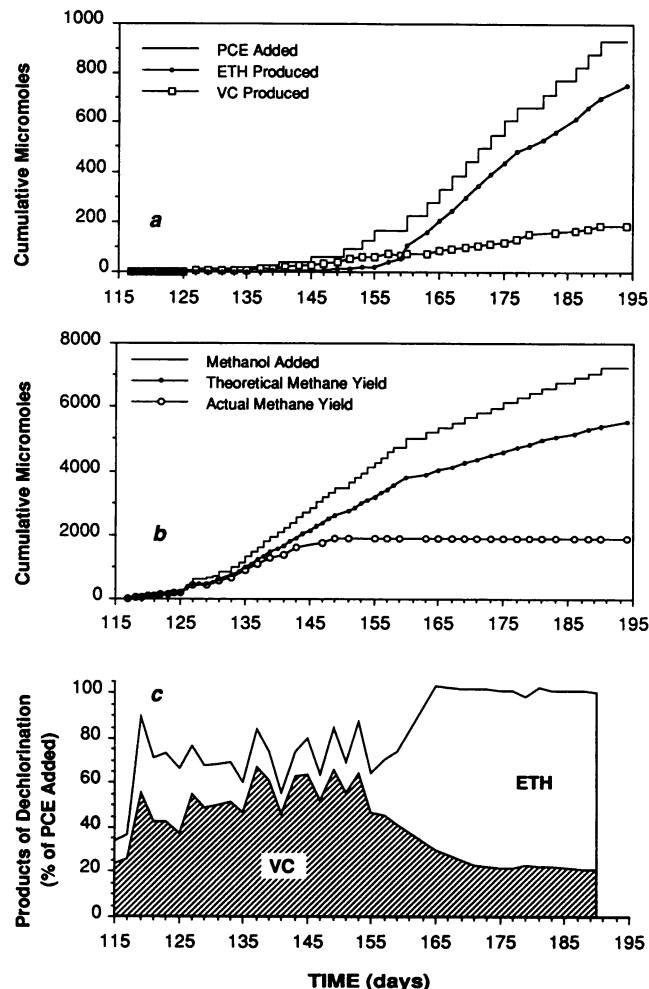 1000
800
600
400
200
0
Cumulative Micromoles
PCE Added
ETH Produced
VC Produced
a
115 125 135 145 155 165 175 185 195
8000
6000
4000
2000
0
Cumulative Micromoles
Methanol Added
Theoretical Methane Yield
Actual Methane Yield
b
115 125 135 145 155 165 175 185 195
100
80
60
40
20
0
Products of Dechlorination
(% of PCE Added)
c
ETH
VC
115 125 135 145 155 165 175 185 195
TIME (days)